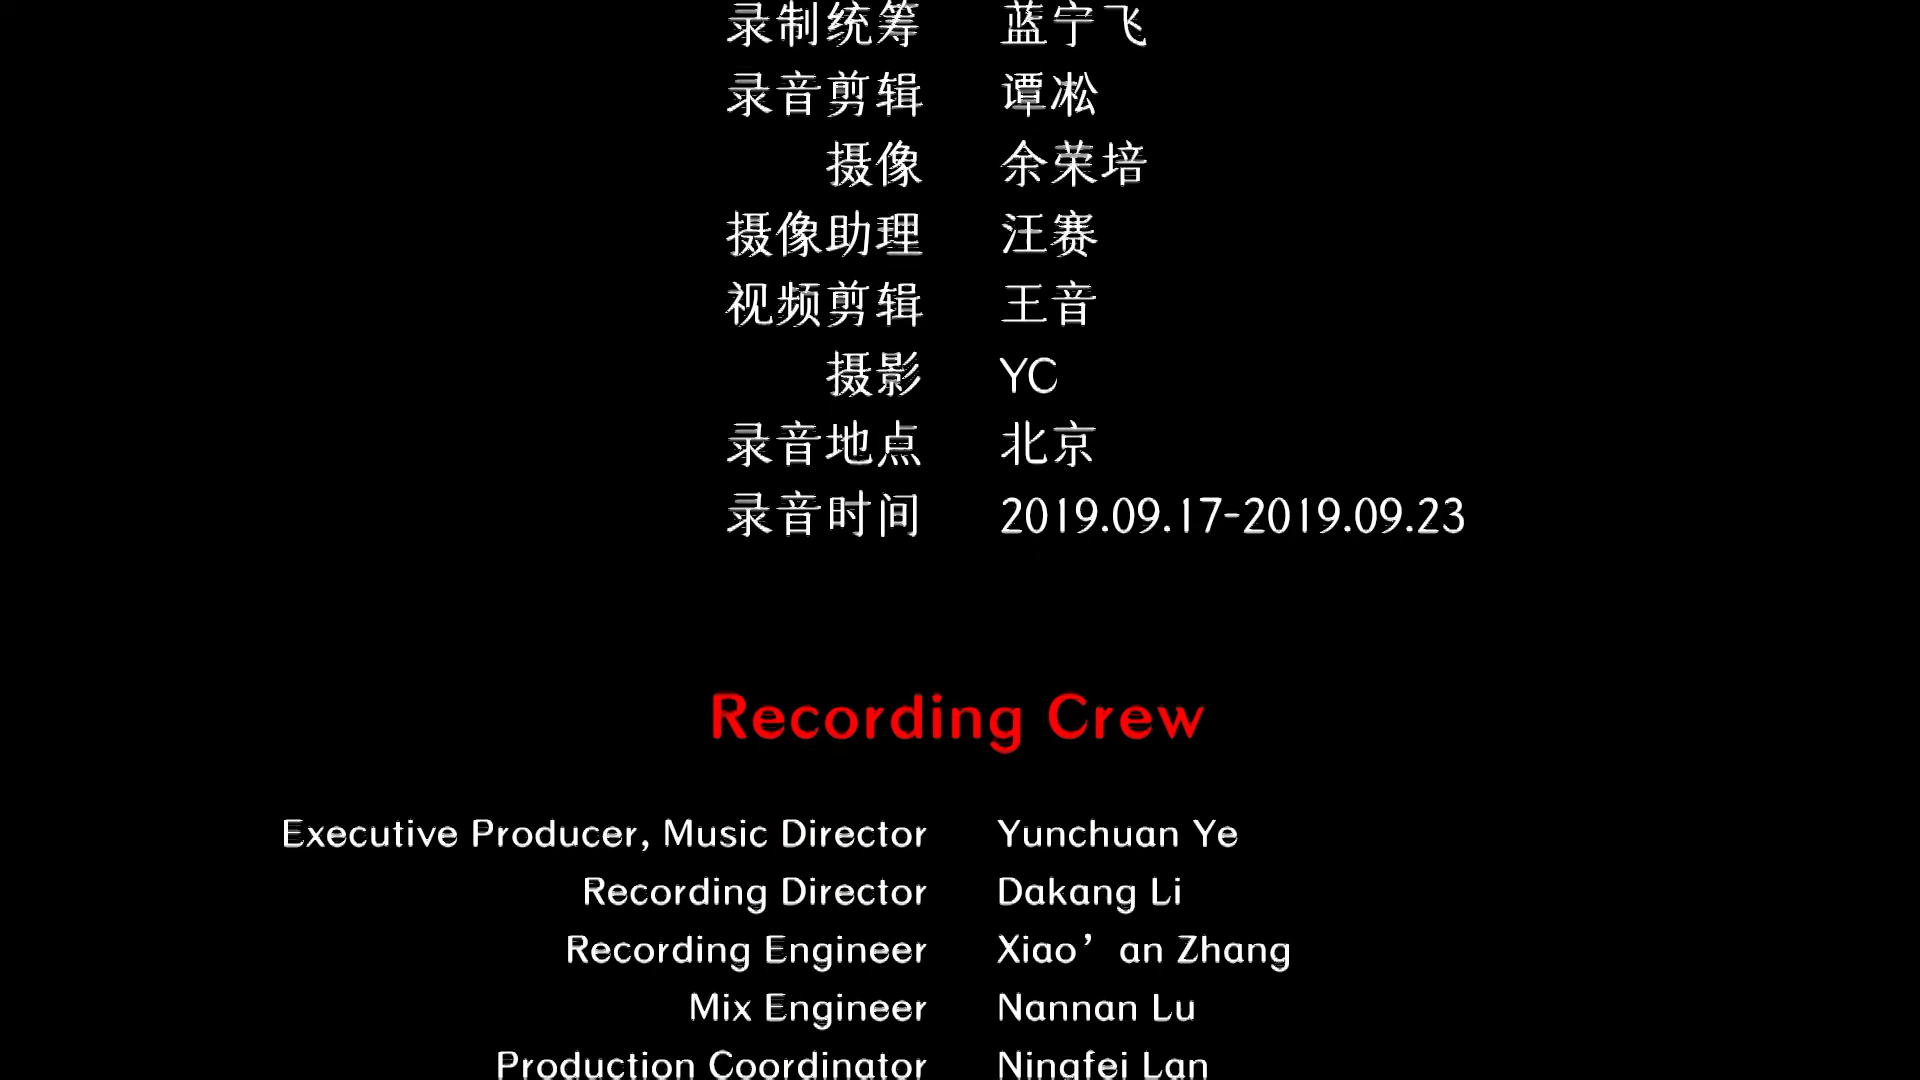 录制统筹 蓝宁飞
录音剪辑 谭凇
摄像 余荣培
摄像助理 汪赛
视频剪辑 王音
摄影 YC
录音地点 北京
录音时间 2019.09.17-2019.09.23
Recording Crew
Executive Producer, Music Director Yunchuan Ye
Recording Director Dakang Li
Recording Engineer Xiao’an Zhang
Mix Engineer Nannan Lu
Production Coordinator Ningfei Lan